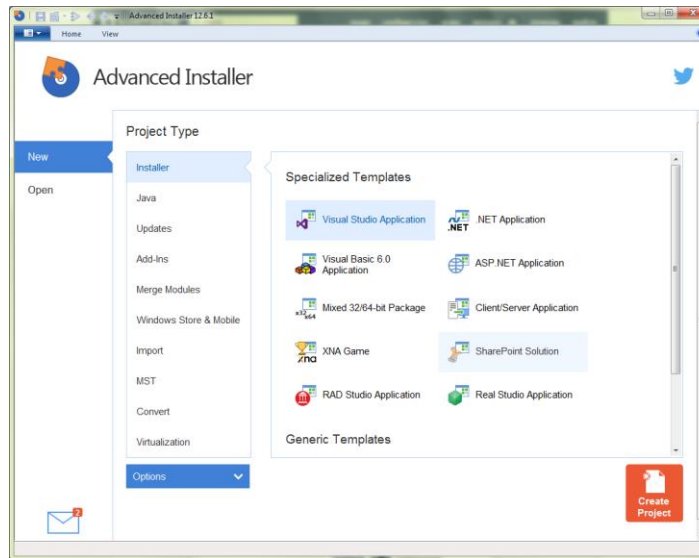 Advanced Installer 12.6.1
Home View
Advanced Installer
Project Type
New
Open
Installer
Java
Updates
Add-Ins
Merge Modules
Windows Store & Mobile
Import
MST
Convert
Virtualization
Options
Specialized Templates
Visual Studio Application
.NET
.NET Application
Visual Basic 6.0
Application
ASP.NET Application
x32
x64
Mixed 32/64-bit Package
Client/Server Application
xna
XNA Game
SharePoint Solution
RAD Studio Application
Real Studio Application
Generic Templates
2
Create
Project